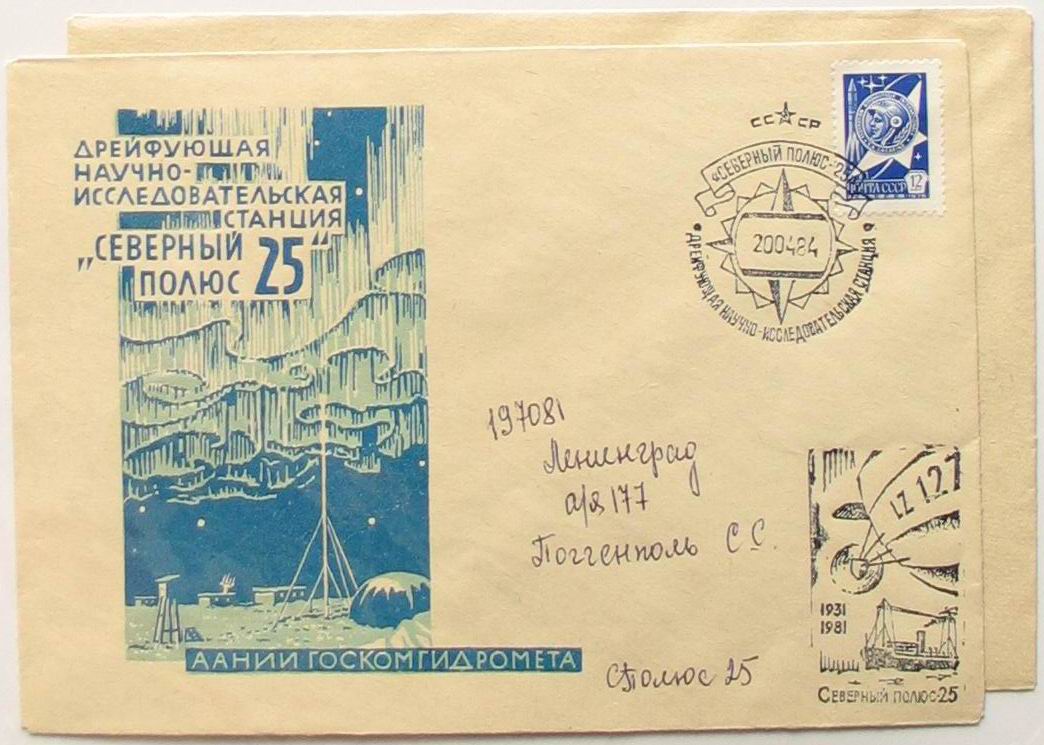 ДРЕЙФУЮЩАЯ
НАУЧНО-
ИССЛЕДОВАТЕЛЬСКАЯ
СТАНЦИЯ
„СЕВЕРНЫЙ
ПОЛЮС 25"
ААНИИ ГОСКОМГИДРОМЕТА
СССР
«СЕВЕРНЫЙ ПОЛЮС-25»
200484
ДРЕЙФУЮЩАЯ НАУЧНО-ИССЛЕДОВАТЕЛЬСКАЯ СТАНЦИЯ
ПОЧТА СССР 12
197081
Ленинград
а/я 177
Поггенполь С.С.
СПолюс 25
LZ 127
1931
1981
СЕВЕРНЫЙ ПОЛЮС-25